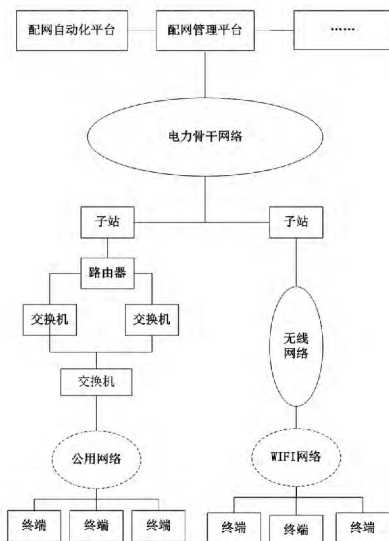 配网自动化平台
配网管理平台
……
电力骨干网络
子站
子站
路由器
交换机
交换机
无线
网络
交换机
公用网络
WIFI网络
终端
终端
终端
终端
终端
终端